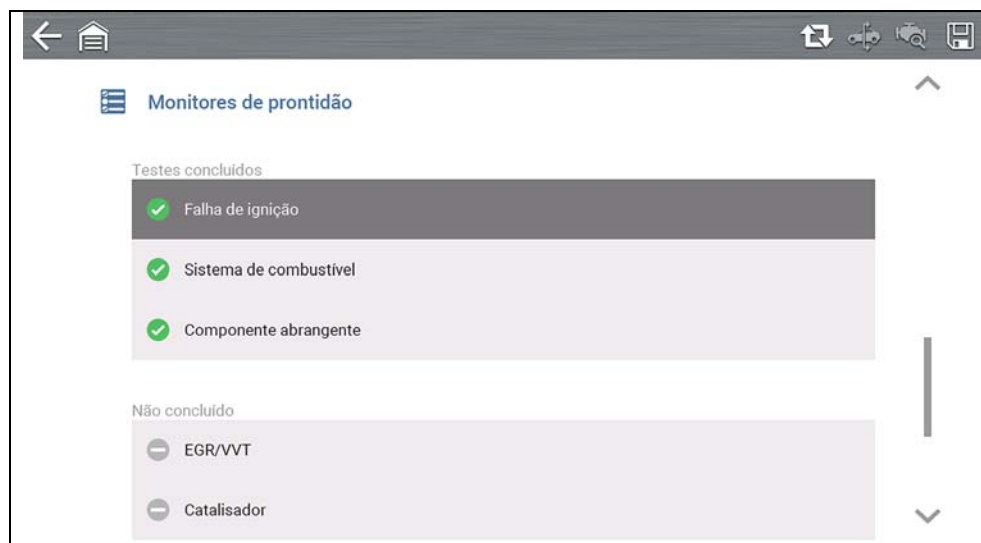 Monitores de prontidão
Testes concluídos
Falha de ignição
Sistema de combustível
Componente abrangente
Não concluído
EGR/VVT
Catalisador